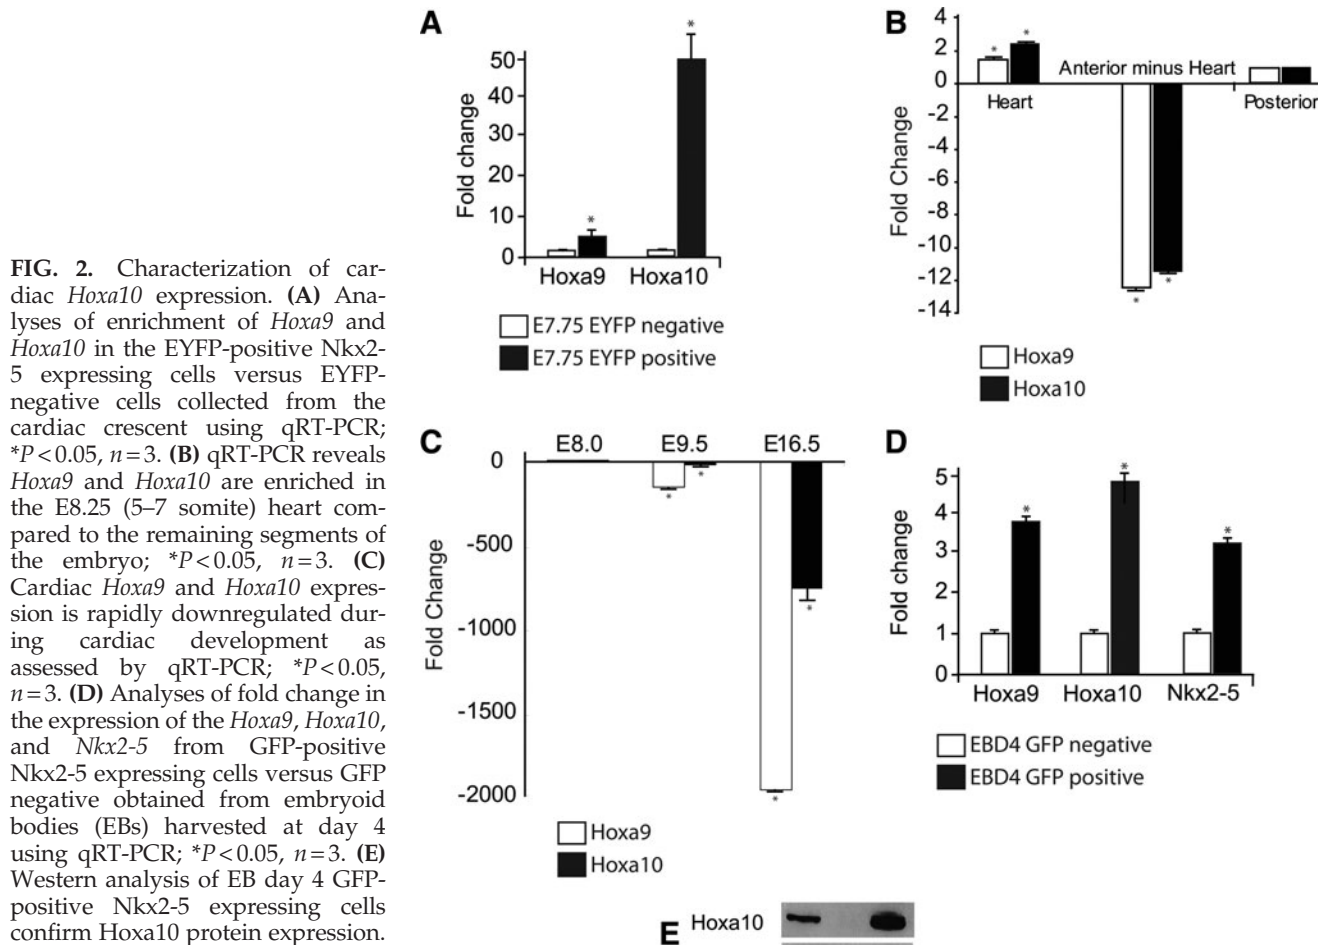 FIG. 2. Characterization of car-
diac Hoxa10 expression. (A) Ana-
lyses of enrichment of Hoxa9 and
Hoxa10 in the EYFP-positive Nkx2-
5 expressing cells versus EYFP-
negative cells collected from the
cardiac crescent using qRT-PCR;
*P<0.05, n=3. (B) qRT-PCR reveals
Hoxa9 and Hoxa10 are enriched in
the E8.25 (5–7 somite) heart com-
pared to the remaining segments of
the embryo; *P<0.05, n=3. (C)
Cardiac Hoxa9 and Hoxa10 expres-
sion is rapidly downregulated dur-
ing cardiac development as
assessed by qRT-PCR; *P<0.05,
n=3. (D) Analyses of fold change in
the expression of the Hoxa9, Hoxa10,
and Nkx2-5 from GFP-positive
Nkx2-5 expressing cells versus GFP
negative obtained from embryoid
bodies (EBs) harvested at day 4
using qRT-PCR; *P<0.05, n=3. (E)
Western analysis of EB day 4 GFP-
positive Nkx2-5 expressing cells
confirm Hoxa10 protein expression.
A
Fold change
50
40
30
20
10
0
*
*
Hoxa9 Hoxa10
E7.75 EYFP negative
E7.75 EYFP positive
B
Fold Change
4
2
0
-2
-4
-6
-8
-10
-12
-14
*
*
Anterior minus Heart
Heart
Posterior
*
*
Hoxa9
Hoxa10
C
E8.0 E9.5 E16.5
Fold Change
0
-500
-1000
-1500
-2000
*
*
*
*
Hoxa9
Hoxa10
D
Fold change
5
4
3
2
1
0
*
*
*
Hoxa9 Hoxa10 Nkx2-5
EBD4 GFP negative
EBD4 GFP positive
E
Hoxa10